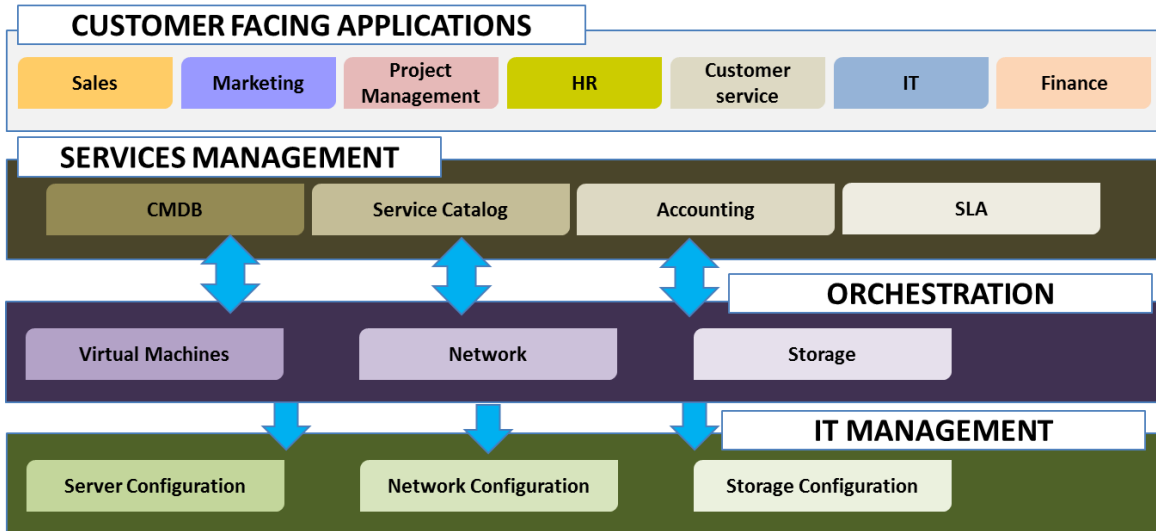 CUSTOMER FACING APPLICATIONS
Sales
Marketing
Project
Management
HR
Customer
service
IT
Finance
SERVICES MANAGEMENT
CMDB
Service Catalog
Accounting
SLA
ORCHESTRATION
Virtual Machines
Network
Storage
IT MANAGEMENT
Server Configuration
Network Configuration
Storage Configuration